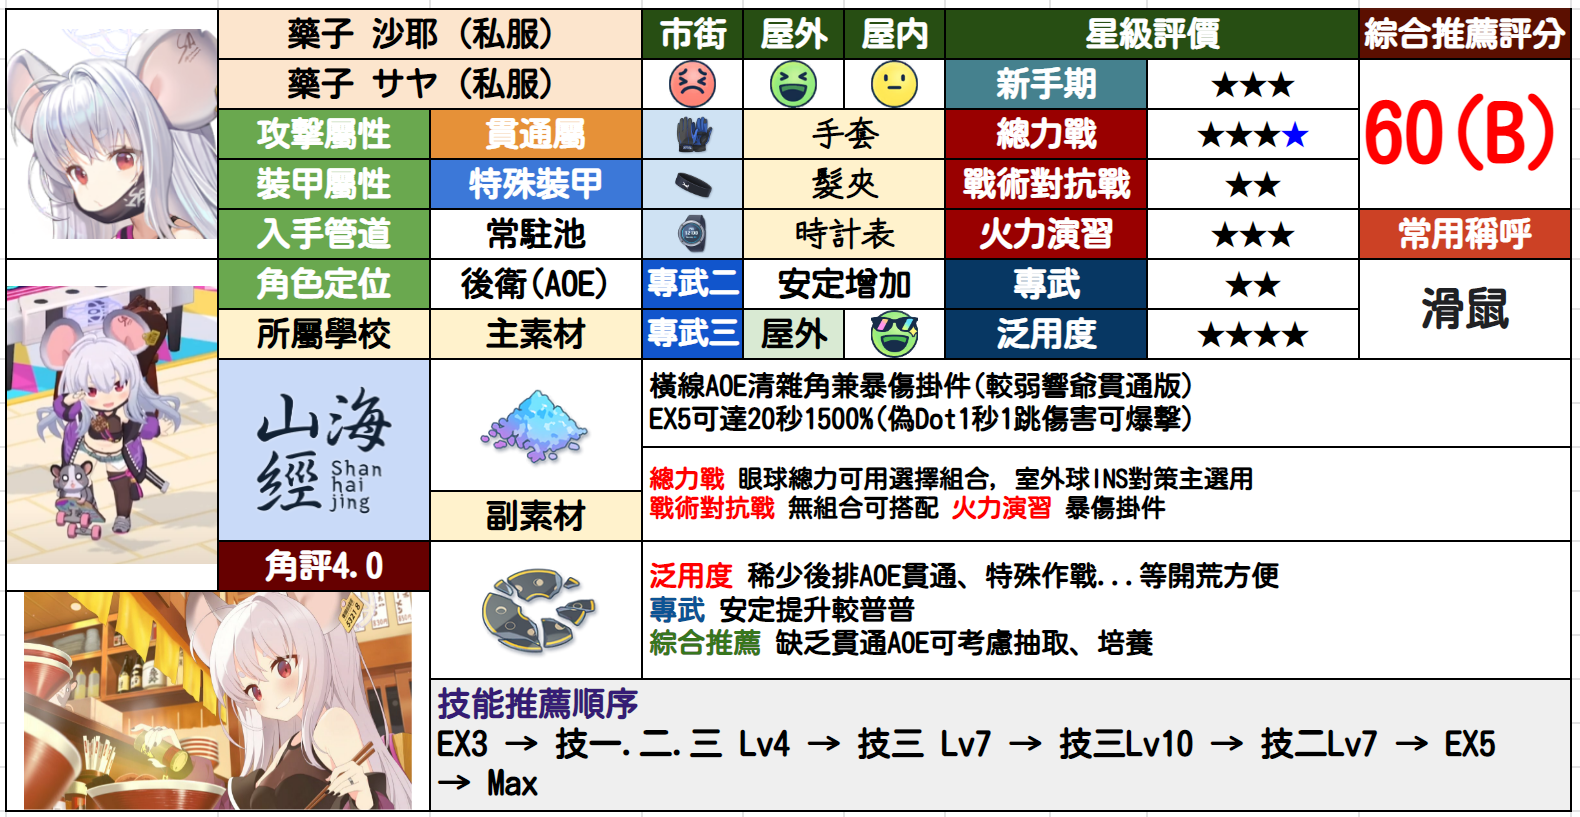 藥子 沙耶 (私服)
市街
屋外
屋内
星級評價
綜合推薦評分
藥子 サヤ (私服)
新手期
★★★
60(B)
攻擊屬性
貫通屬
手套
總力戰
★★★★
裝甲屬性
特殊裝甲
髮夾
戰術對抗戰
★★
入手管道
常駐池
時計表
火力演習
★★★
常用稱呼
角色定位
後衛(AOE)
專武二
安定增加
專武
★★
滑鼠
所屬學校
主素材
專武三
屋外
泛用度
★★★★
山海
經
Shan
hai
jing
橫線AOE清雜角兼暴傷掛件(較弱響爺貫通版)
EX5可達20秒1500%(偽Dot1秒1跳傷害可爆擊)
總力戰 眼球總力可用選擇組合, 室外球INS對策主選用
戰術對抗戰 無組合可搭配 火力演習 暴傷掛件
副素材
角評4.0
泛用度 稀少後排AOE貫通、特殊作戰...等開荒方便
專武 安定提升較普普
綜合推薦 缺乏貫通AOE可考慮抽取、培養
技能推薦順序
EX3 → 技一.二.三 Lv4 → 技三 Lv7 → 技三Lv10 → 技二Lv7 → EX5
→ Max